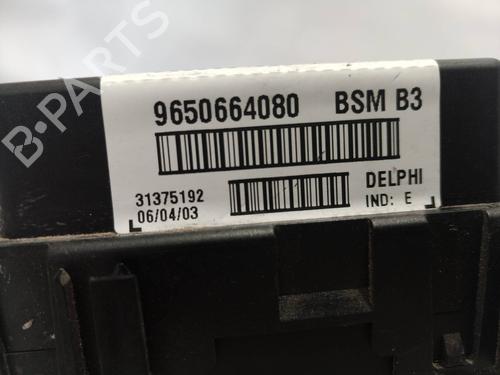 B-PARTS
9650664080 BSM B3
31375192 DELPHI
06/04/03 IND: E